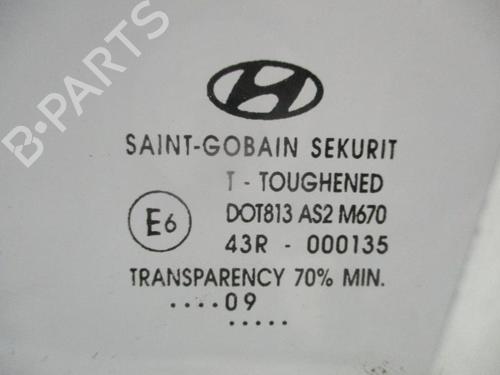 B-PARTS
SAINT-GOBAIN SEKURIT
T - TOUGHENED
DOT813 AS2 M670
E6
43R - 000135
TRANSPARENCY 70% MIN.
....09
.....